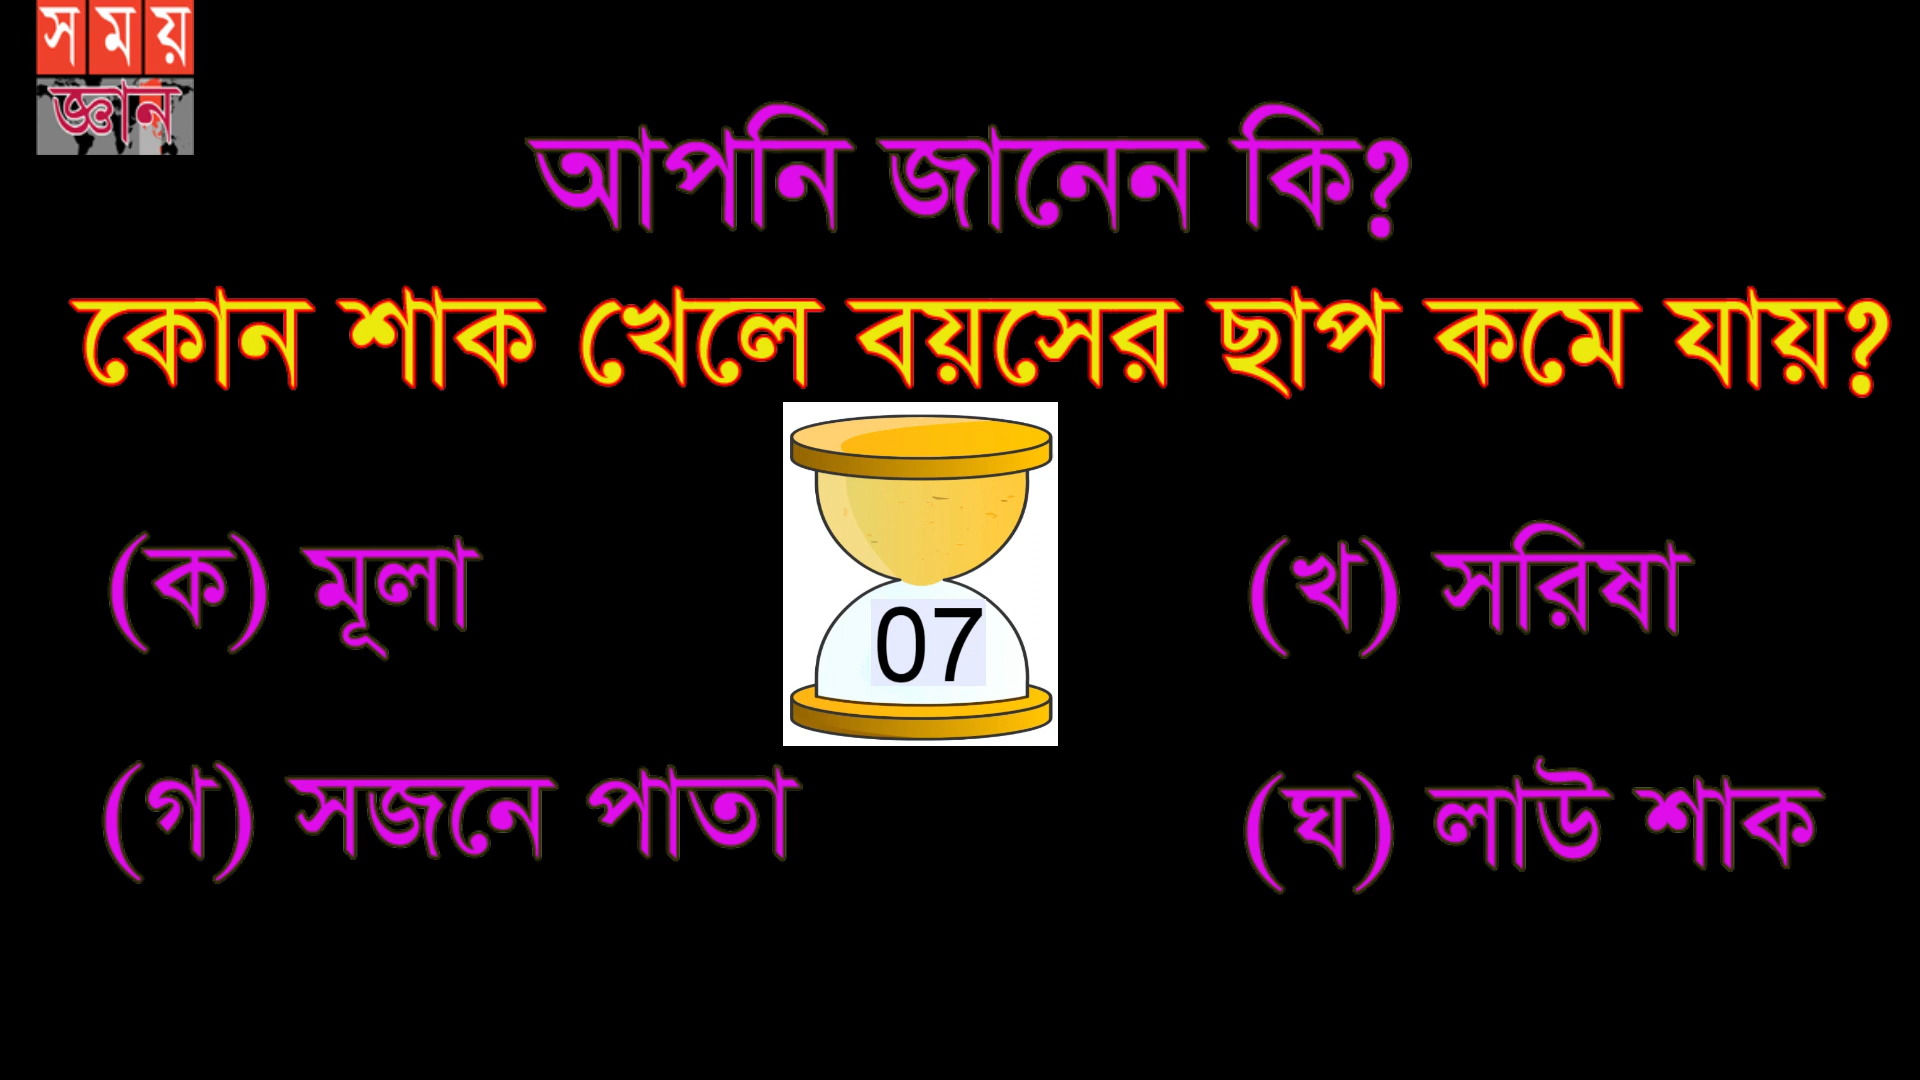 সময়
জ্ঞান
আপনি জানেন কি?
কোন শাক খেলে বয়সের ছাপ কমে যায়?
(ক) মূলা
(খ) সরিষা
07
(গ) সজনে পাতা
(ঘ) লাউ শাক